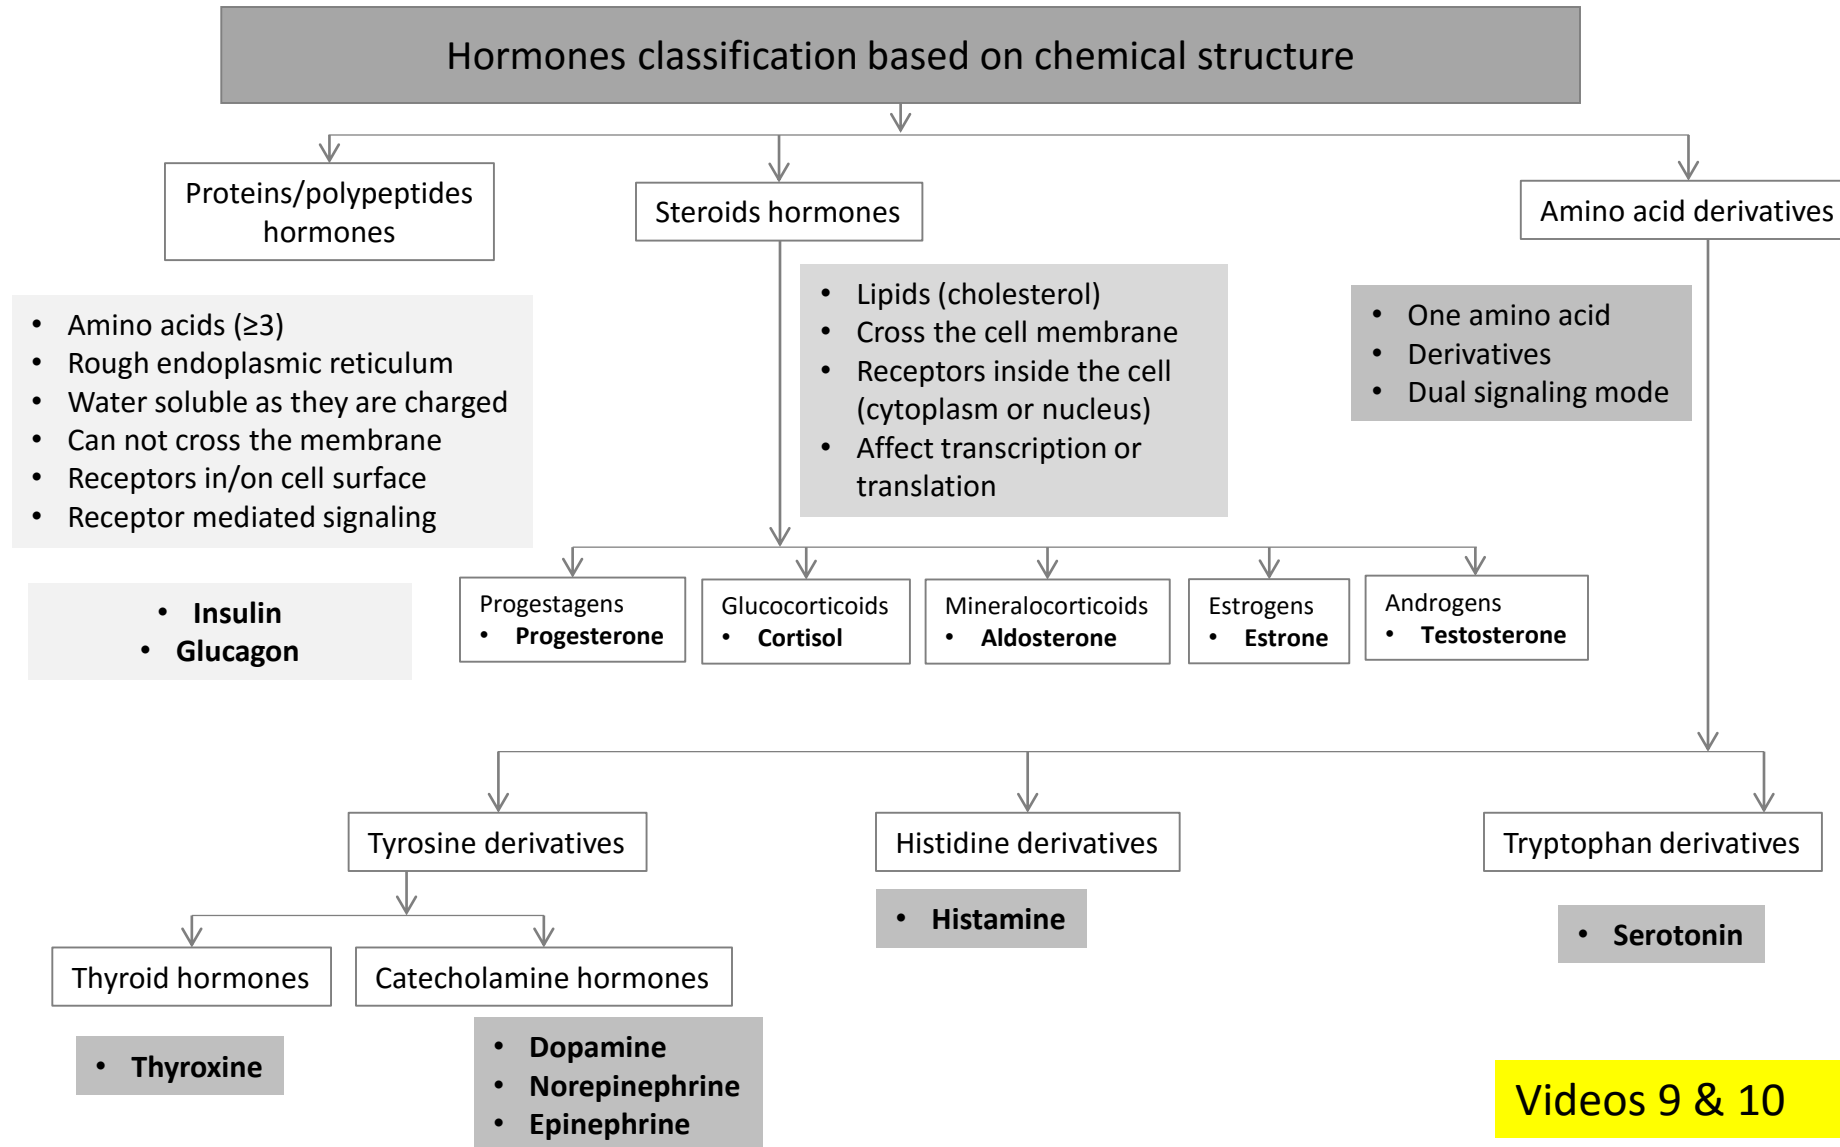 Hormones classification based on chemical structure
Proteins/polypeptides
hormones
Steroids hormones
Amino acid derivatives
• Amino acids (≥3)
• Rough endoplasmic reticulum
• Water soluble as they are charged
• Can not cross the membrane
• Receptors in/on cell surface
• Receptor mediated signaling
• Lipids (cholesterol)
• Cross the cell membrane
• Receptors inside the cell
(cytoplasm or nucleus)
• Affect transcription or
translation
• One amino acid
• Derivatives
• Dual signaling mode
• Insulin
• Glucagon
Progestagens
• Progesterone
Glucocorticoids
• Cortisol
Mineralocorticoids
• Aldosterone
Estrogens
• Estrone
Androgens
• Testosterone
Tyrosine derivatives
Histidine derivatives
Tryptophan derivatives
• Histamine
• Serotonin
Thyroid hormones
Catecholamine hormones
• Thyroxine
• Dopamine
• Norepinephrine
• Epinephrine
Videos 9 & 10